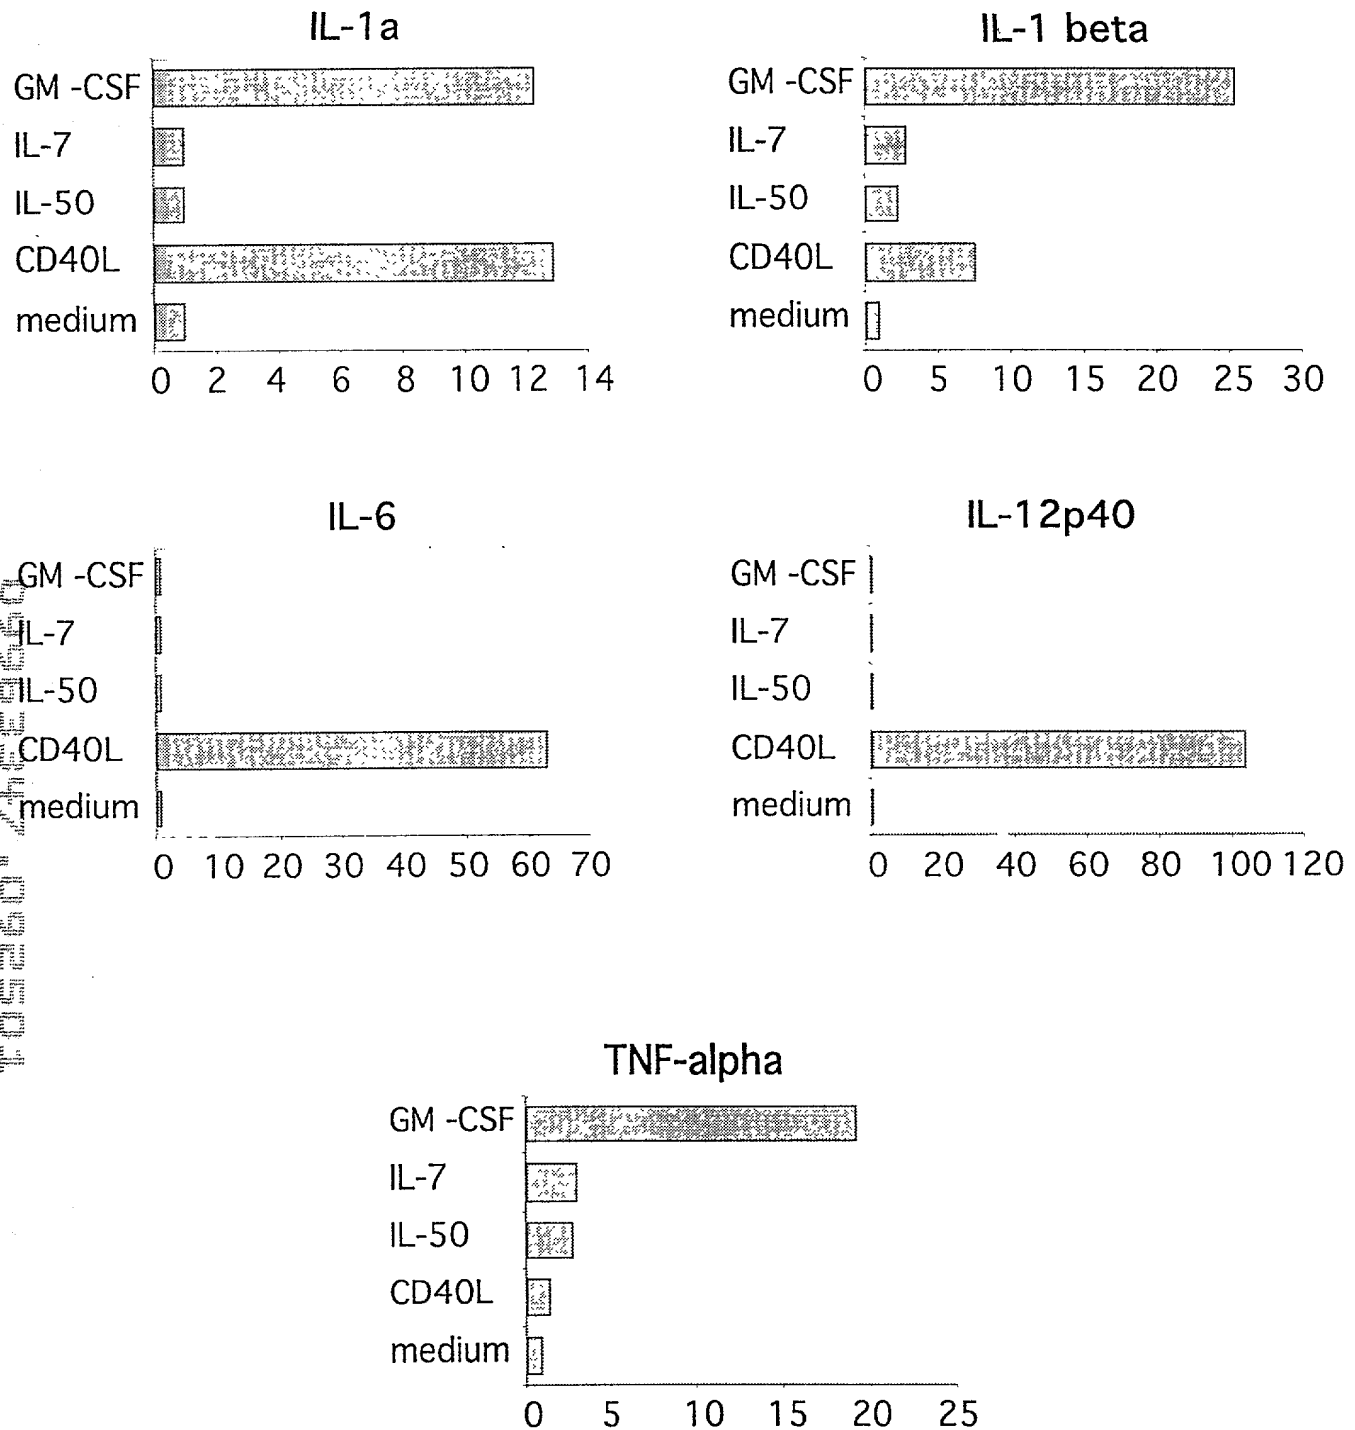 IL-1a
GM -CSF
IL-7
IL-50
CD40L
medium
0 2 4 6 8 10 12 14
IL-1 beta
GM -CSF
IL-7
IL-50
CD40L
medium
0 5 10 15 20 25 30
IL-6
GM -CSF
IL-7
IL-50
CD40L
medium
0 10 20 30 40 50 60 70
IL-12p40
GM -CSF
IL-7
IL-50
CD40L
medium
0 20 40 60 80 100 120
TNF-alpha
GM -CSF
IL-7
IL-50
CD40L
medium
0 5 10 15 20 25